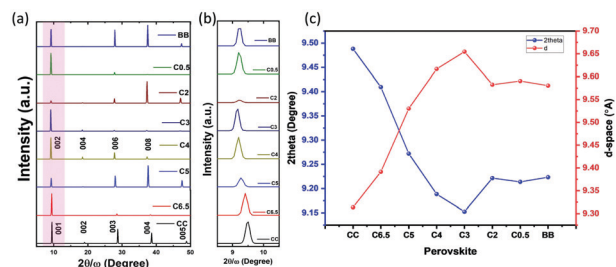 (a)
Intensity (a.u.)
BB
C0.5
C2
C3
002 004 006 008
C4
C5
C6.5
001 002 003 004 005
CC
0 10 20 30 40 50
2θ/ω (Degree)
(b)
Intensity (a.u.)
BB
C0.5
C2
C3
C4
C5
C6.5
CC
9 10
2θ/ω (Degree)
(c)
2theta
d
9.50
9.45
9.40
9.35
9.30
9.25
9.20
9.15
2theta (Degree)
9.70
9.65
9.60
9.55
9.50
9.45
9.40
9.35
9.30
d-space (°A)
CC C6.5 C5 C4 C3 C2 C0.5 BB
Perovskite